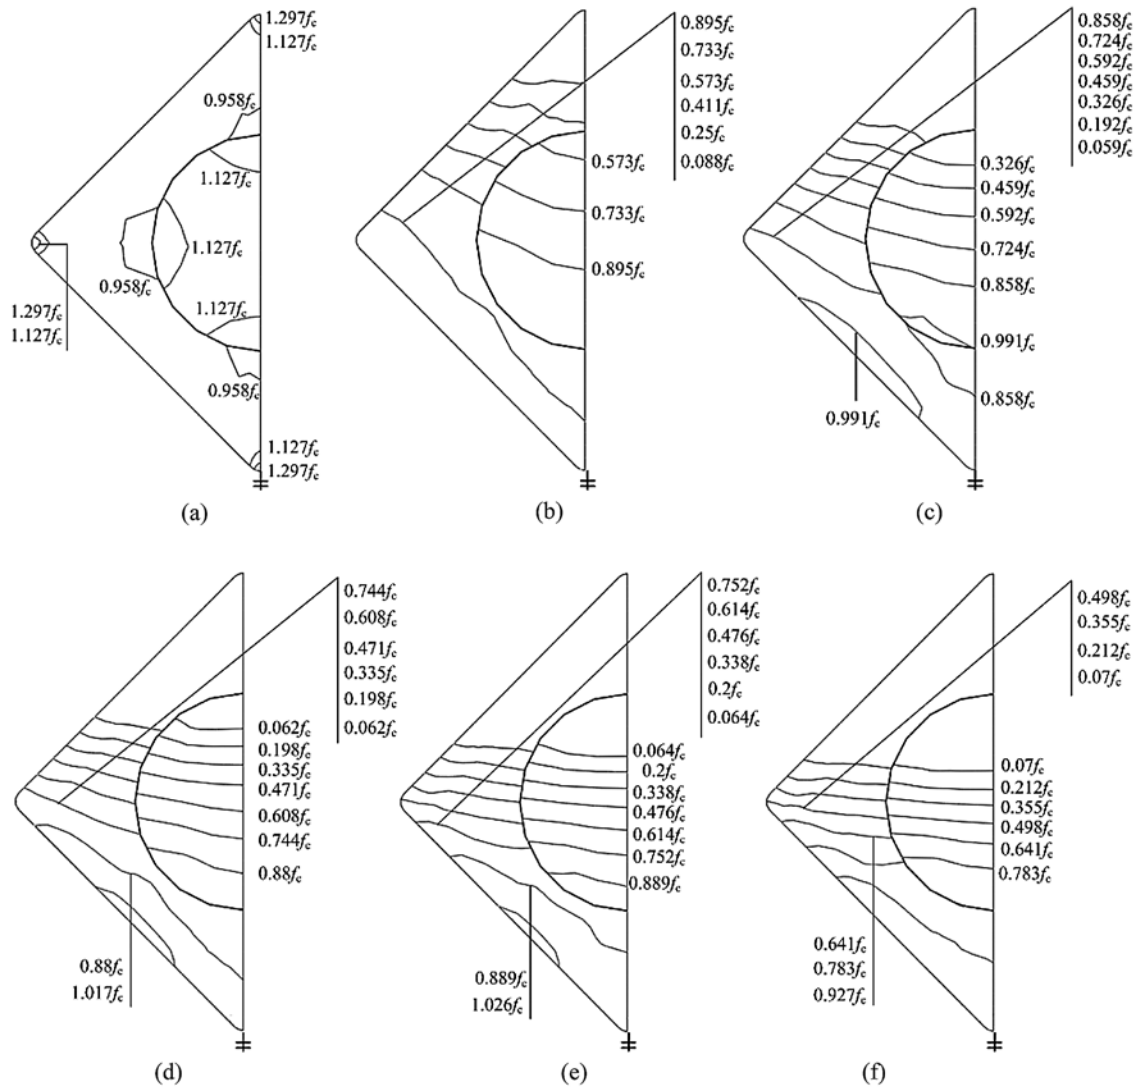 1.297fc
1.127fc
0.958fc
1.127fc
1.127fc
0.958fc
1.297fc
1.127fc
1.127fc
0.958fc
1.127fc
1.297fc
(a)
0.895fc
0.733fc
0.573fc
0.411fc
0.25fc
0.088fc
0.573fc
0.733fc
0.895fc
(b)
0.858fc
0.724fc
0.592fc
0.459fc
0.326fc
0.192fc
0.059fc
0.326fc
0.459fc
0.592fc
0.724fc
0.858fc
0.991fc
0.858fc
0.991fc
(c)
0.744fc
0.608fc
0.471fc
0.335fc
0.198fc
0.062fc
0.062fc
0.198fc
0.335fc
0.471fc
0.608fc
0.744fc
0.88fc
0.88fc
1.017fc
(d)
0.752fc
0.614fc
0.476fc
0.338fc
0.2fc
0.064fc
0.064fc
0.2fc
0.338fc
0.476fc
0.614fc
0.752fc
0.889fc
0.889fc
1.026fc
(e)
0.498fc
0.355fc
0.212fc
0.07fc
0.07fc
0.212fc
0.355fc
0.498fc
0.641fc
0.783fc
0.641fc
0.783fc
0.927fc
(f)